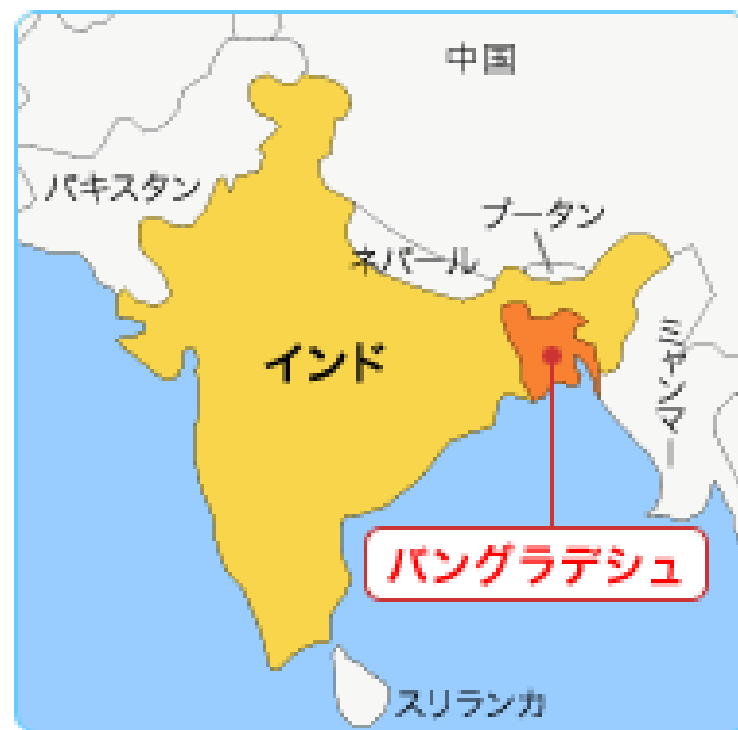 中国
パキスタン
ブータン
ネパール
インド
ミャンマー
バングラデシュ
スリランカ